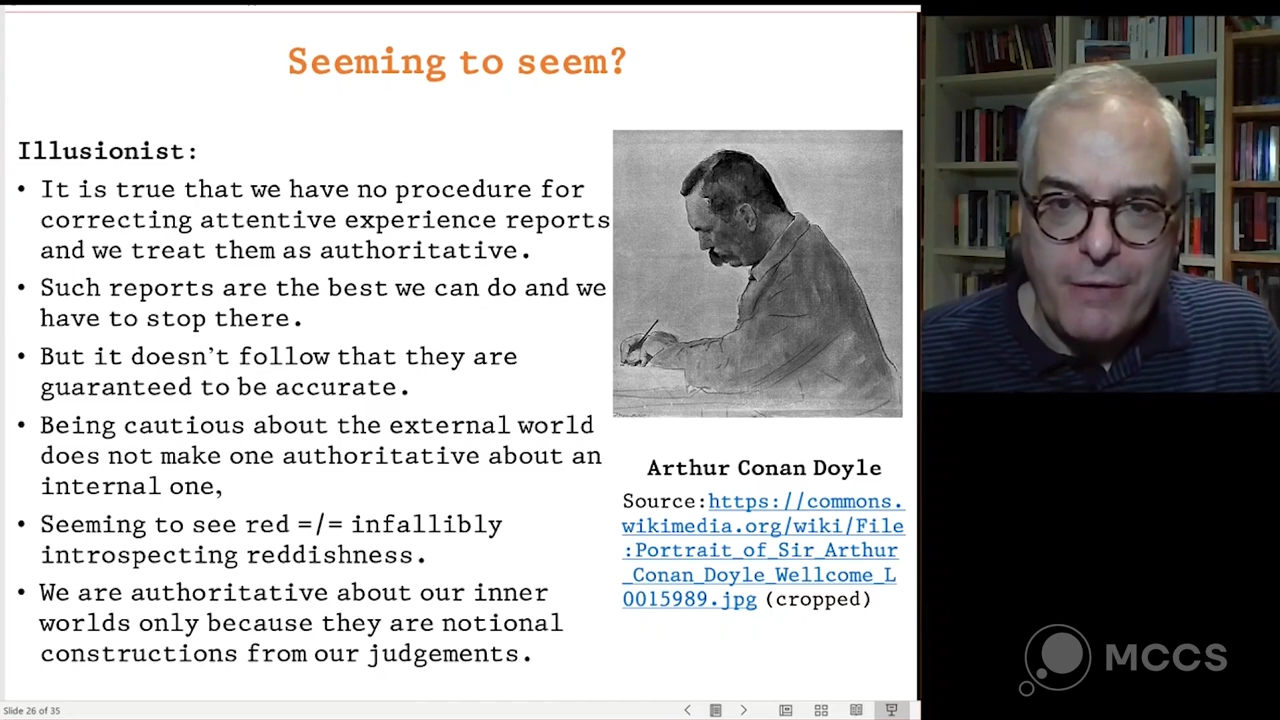 Seeming to seem?
Illusionist:
• It is true that we have no procedure for
correcting attentive experience reports
and we treat them as authoritative.
• Such reports are the best we can do and we
have to stop there.
• But it doesn't follow that they are
guaranteed to be accurate.
• Being cautious about the external world
does not make one authoritative about an
internal one,
• Seeming to see red =/= infallibly
introspecting reddishness.
• We are authoritative about our inner
worlds only because they are notional
constructions from our judgements.
Arthur Conan Doyle
Source:https://commons.
wikimedia.org/wiki/File
:Portrait_of_Sir_Arthur
_Conan_Doyle_Wellcome_L
0015989.jpg (cropped)
Slide 26 of 35
MCCS